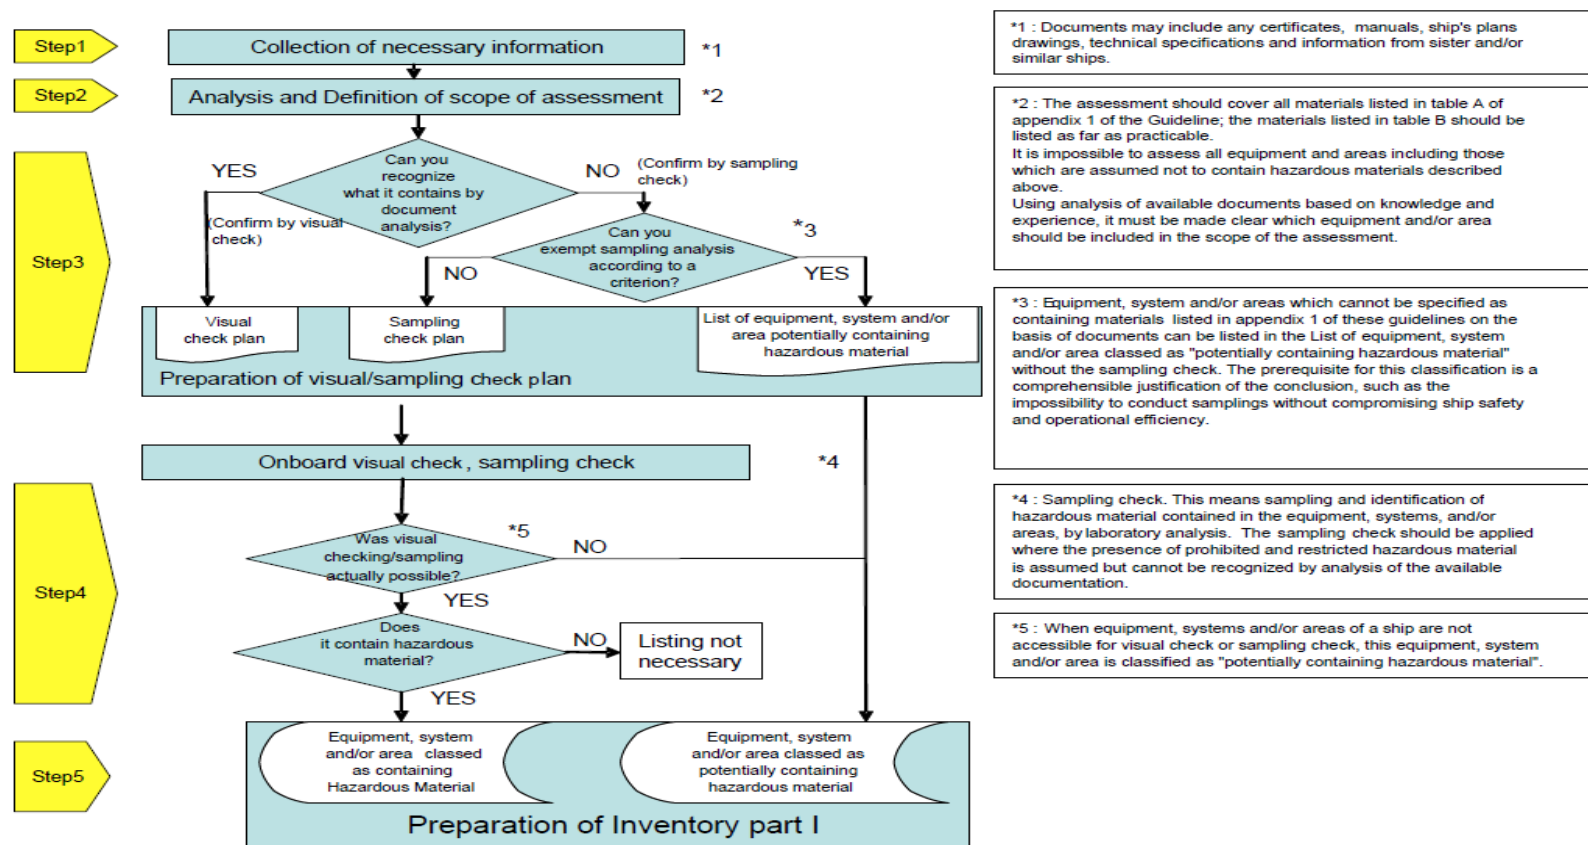 Step1
Collection of necessary information
*1
Step2
Analysis and Definition of scope of assessment
*2
Step3
Can you
recognize
what it contains by
document
analysis?
YES
(Confirm by visual
check)
NO
(Confirm by sampling
check)
Can you
exempt sampling analysis
according to a
criterion?
*3
NO
YES
Visual
check plan
Sampling
check plan
List of equipment, system and/or
area potentially containing
hazardous material
Preparation of visual/sampling check plan
Onboard visual check , sampling check
*4
Step4
Was visual
checking/sampling
actually possible?
*5
NO
YES
Does
it contain hazardous
material?
NO
Listing not
necessary
YES
Step5
Equipment, system
and/or area classed
as containing
Hazardous Material
Equipment, system
and/or area classed as
potentially containing
hazardous material
Preparation of Inventory part I
*1 : Documents may include any certificates, manuals, ship's plans
drawings, technical specifications and information from sister and/or
similar ships.
*2 : The assessment should cover all materials listed in table A of
appendix 1 of the Guideline; the materials listed in table B should be
listed as far as practicable.
It is impossible to assess all equipment and areas including those
which are assumed not to contain hazardous materials described
above.
Using analysis of available documents based on knowledge and
experience, it must be made clear which equipment and/or area
should be included in the scope of the assessment.
*3 : Equipment, system and/or areas which cannot be specified as
containing materials listed in appendix 1 of these guidelines on the
basis of documents can be listed in the List of equipment, system
and/or area classed as "potentially containing hazardous material"
without the sampling check. The prerequisite for this classification is a
comprehensible justification of the conclusion, such as the
impossibility to conduct samplings without compromising ship safety
and operational efficiency.
*4 : Sampling check. This means sampling and identification of
hazardous material contained in the equipment, systems, and/or
areas, by laboratory analysis. The sampling check should be applied
where the presence of prohibited and restricted hazardous material
is assumed but cannot be recognized by analysis of the available
documentation.
*5 : When equipment, systems and/or areas of a ship are not
accessible for visual check or sampling check, this equipment, system
and/or area is classified as "potentially containing hazardous material".